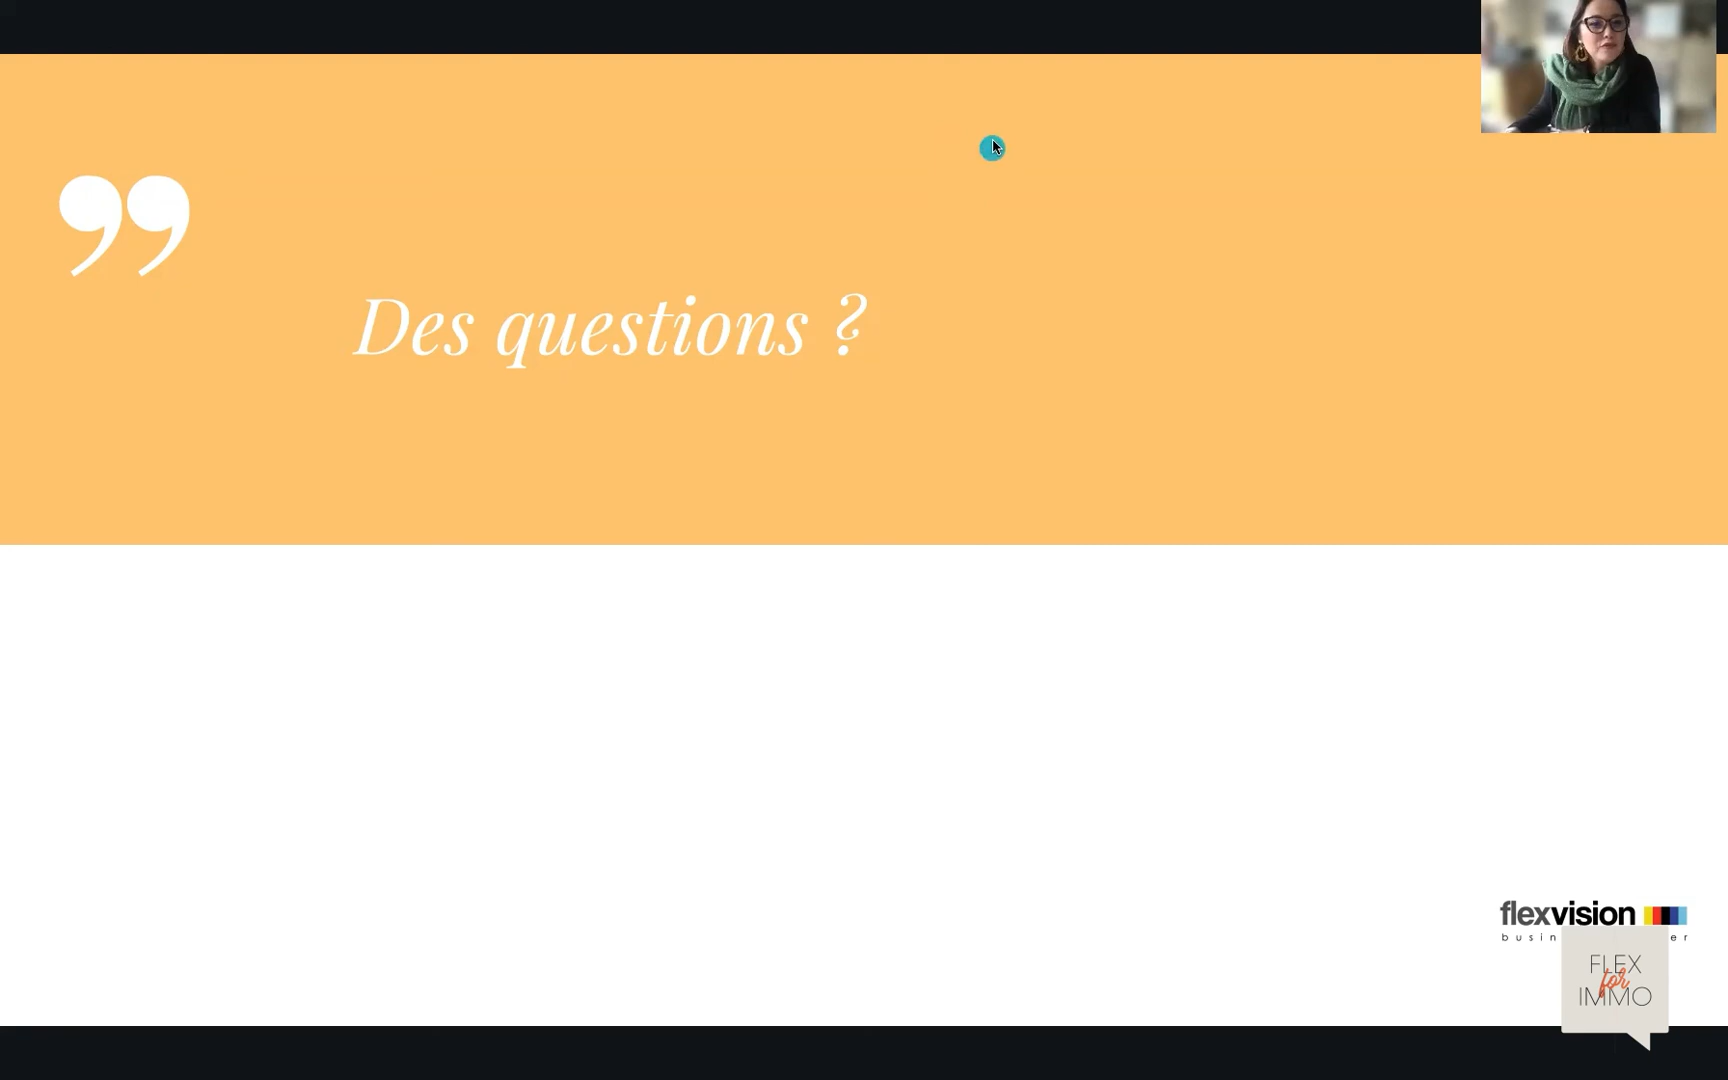 ”
Des questions ?
flexvision
FLEX
for
IMMO